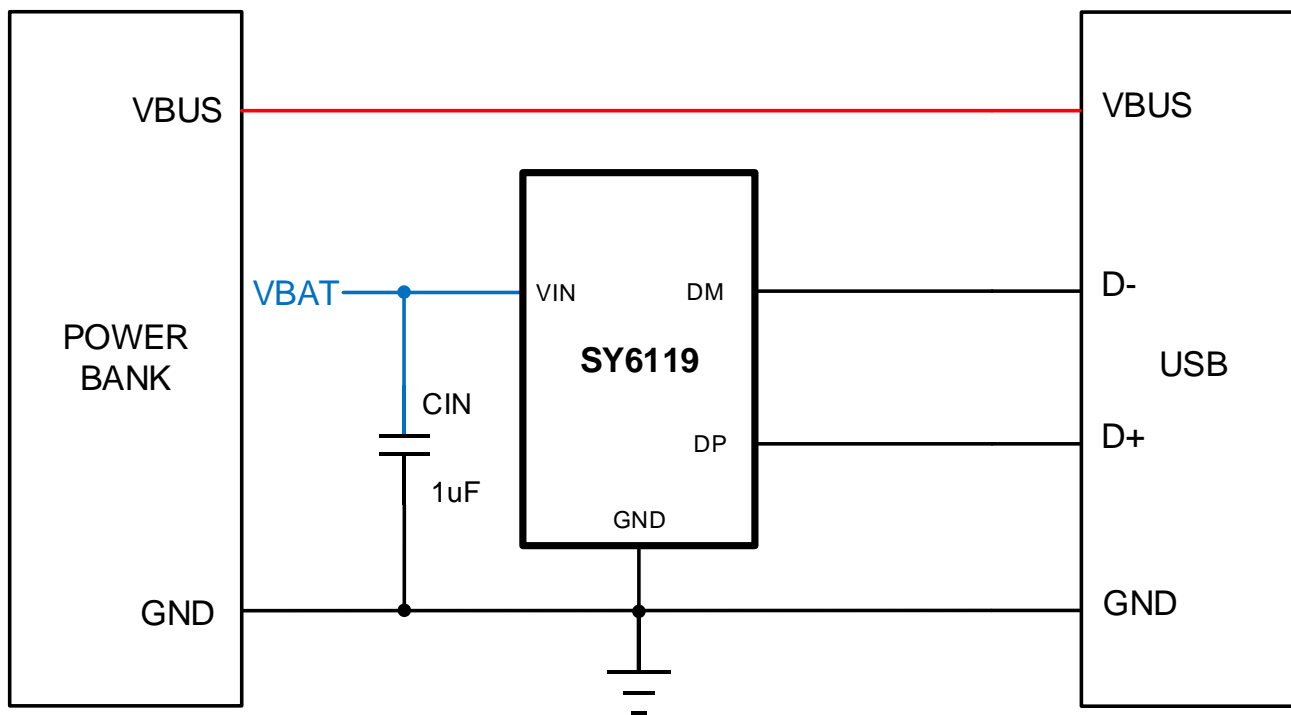 VBUS
VBUS
VBAT
VIN
DM
D-
POWER
BANK
SY6119
USB
CIN
1uF
DP
D+
GND
GND
GND